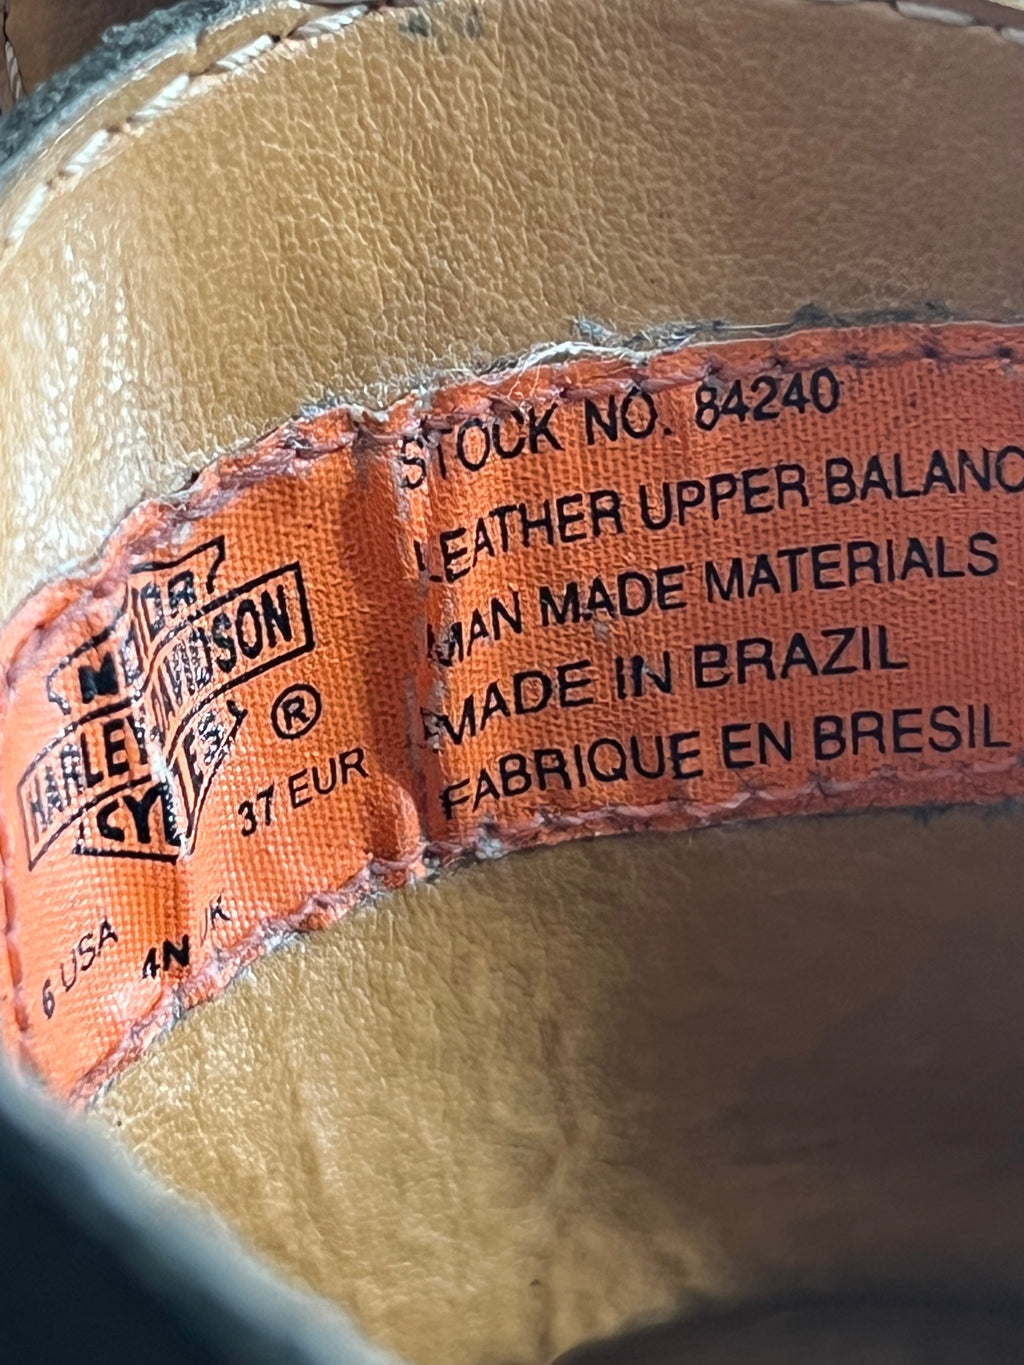 MOTOR
HARLEY-DAVIDSON
CYCLES
®
37 EUR
6 USA
4N UK
STOCK NO. 84240
LEATHER UPPER BALANC
MAN MADE MATERIALS
MADE IN BRAZIL
FABRIQUE EN BRESIL